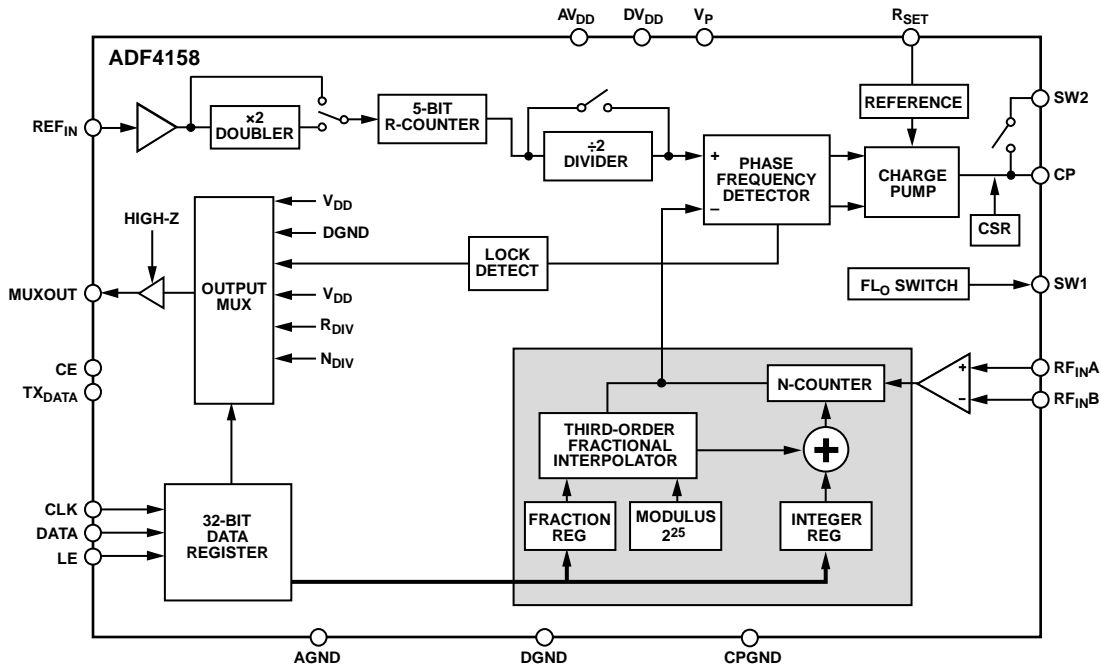 AVDD DVDD VP RSET
ADF4158
REFIN
×2
DOUBLER
5-BIT
R-COUNTER
÷2
DIVIDER
+
–
PHASE
FREQUENCY
DETECTOR
REFERENCE
CHARGE
PUMP
CSR
SW2
CP
HIGH-Z
MUXOUT
OUTPUT
MUX
VDD
DGND
VDD
RDIV
NDIV
LOCK
DETECT
FLO SWITCH
SW1
CE
TXDATA
N-COUNTER
+
–
RFINA
RFINB
THIRD-ORDER
FRACTIONAL
INTERPOLATOR
+
CLK
DATA
LE
32-BIT
DATA
REGISTER
FRACTION
REG
MODULUS
2²⁵
INTEGER
REG
AGND DGND CPGND